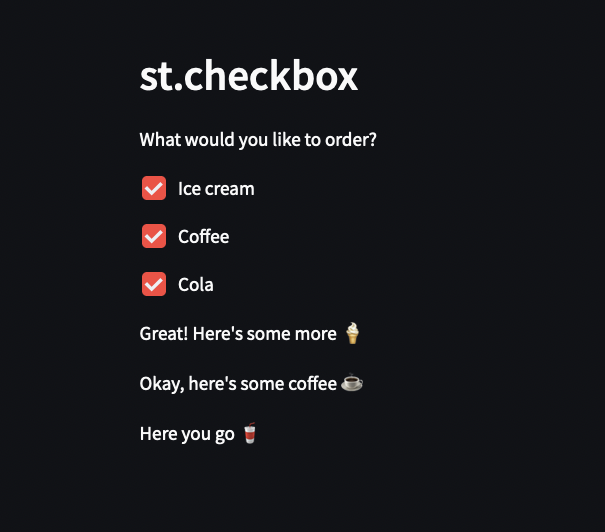 st.checkbox
What would you like to order?
Ice cream
Coffee
Cola
Great! Here's some more 🍦
Okay, here's some coffee ☕
Here you go 🥤